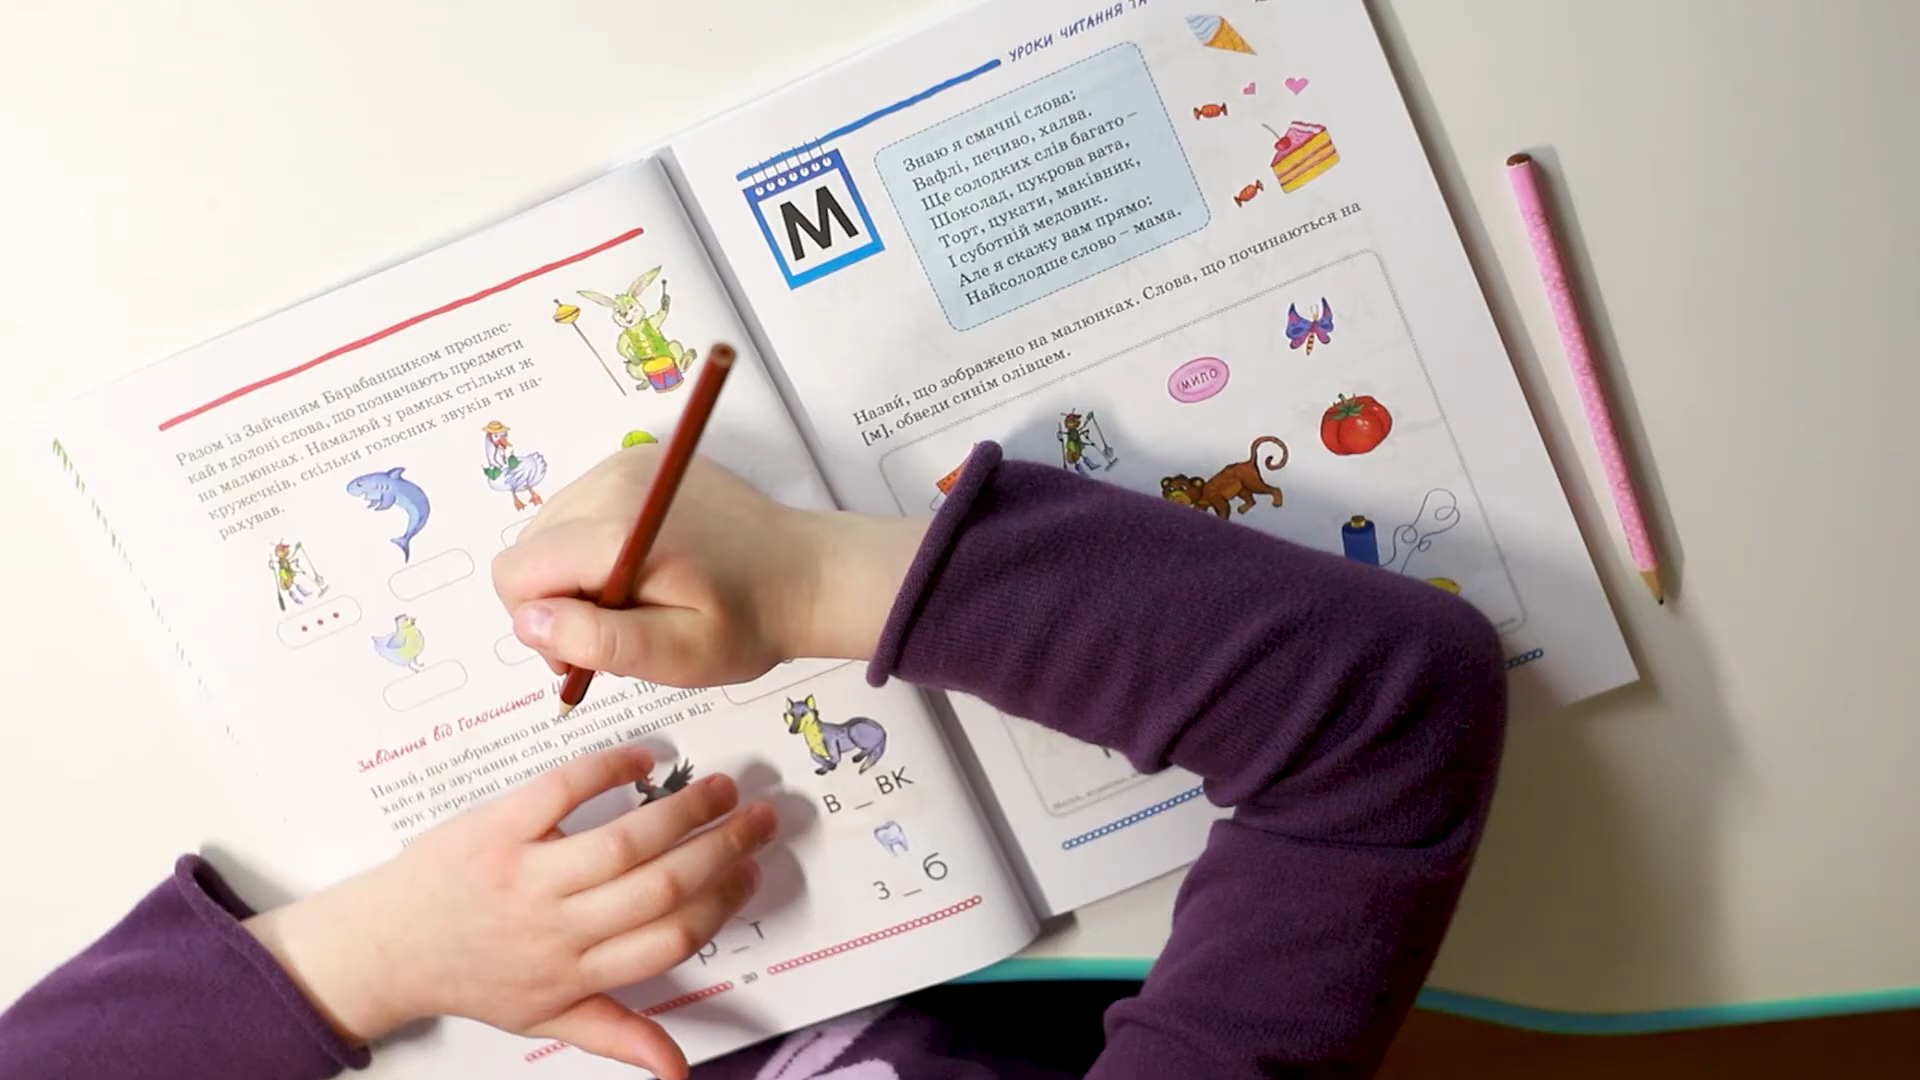 Разом із Зайченям Барабанщиком проплес-
кай в долоні слова, що позначають предмети
на малюнках. Намалюй у рамках стільки ж
кружечків, скільки голосних звуків ти на-
рахував.
Завдання від Голосистого
Назви́, що зображено на малюнках.
хайся до звучання слів, розпізнай голосний
звук усередині кожного слова і запиши від-
В _ ВК
З _ б
р _ т
20
УРОКИ ЧИТАННЯ ТА
М
Знаю я смачні слова:
Вафлі, печиво, халва.
Ще солодких слів багато –
Шоколад, цукрова вата,
Торт, цукати, маківник,
І суботній медовик.
Але я скажу вам прямо:
Найсолодше слово – мама.
Назви́, що зображено на малюнках. Слова, що починаються на
[м], обведи синім олівцем.
МИЛО